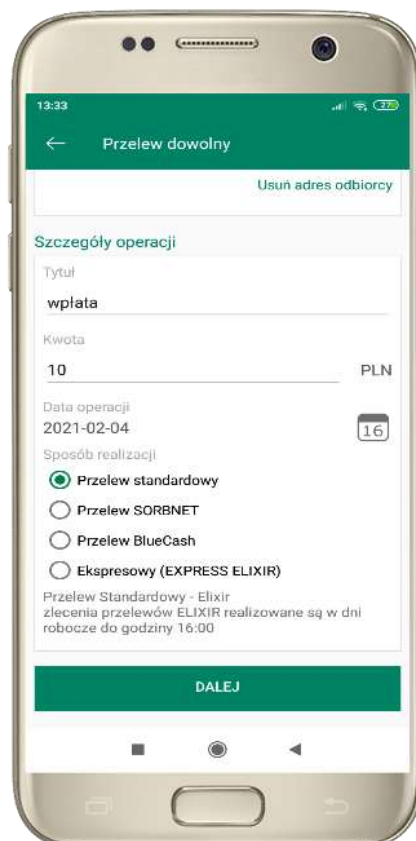 13:33
27
Przelew dowolny
Usuń adres odbiorcy
Szczegóły operacji
Tytuł
wpłata
Kwota
10 PLN
Data operacji
2021-02-04
16
Sposób realizacji
Przelew standardowy
Przelew SORBNET
Przelew BlueCash
Ekspresowy (EXPRESS ELIXIR)
Przelew Standardowy - Elixir
zlecenia przelewów ELIXIR realizowane są w dni
robocze do godziny 16:00
DALEJ